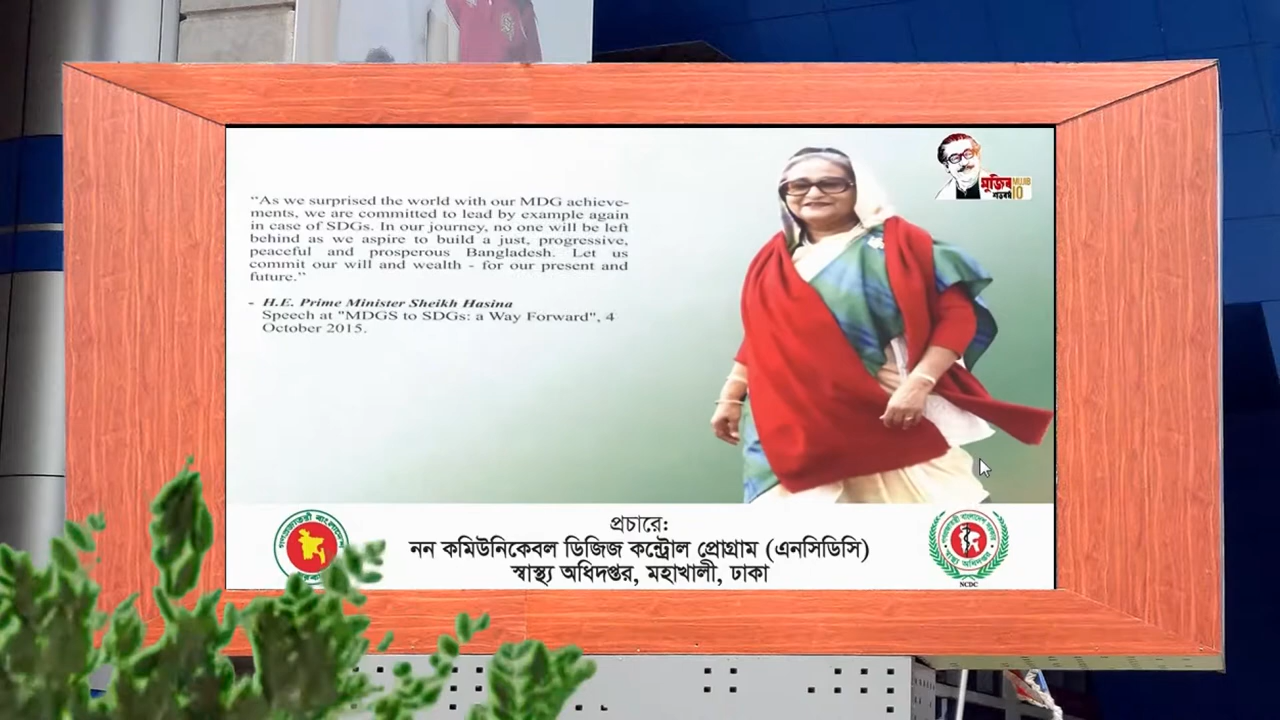 “As we surprised the world with our MDG achieve-
ments, we are committed to lead by example again
in case of SDGs. In our journey, no one will be left
behind as we aspire to build a just, progressive,
peaceful and prosperous Bangladesh. Let us
commit our will and wealth - for our present and
future.”
- H.E. Prime Minister Sheikh Hasina
Speech at "MDGS to SDGs: a Way Forward", 4
October 2015.
মুজিব
MUJIB
প্রচারে:
নন কমিউনিকেবল ডিজিজ কন্ট্রোল প্রোগ্রাম (এনসিডিসি)
স্বাস্থ্য অধিদপ্তর, মহাখালী, ঢাকা
NCDC